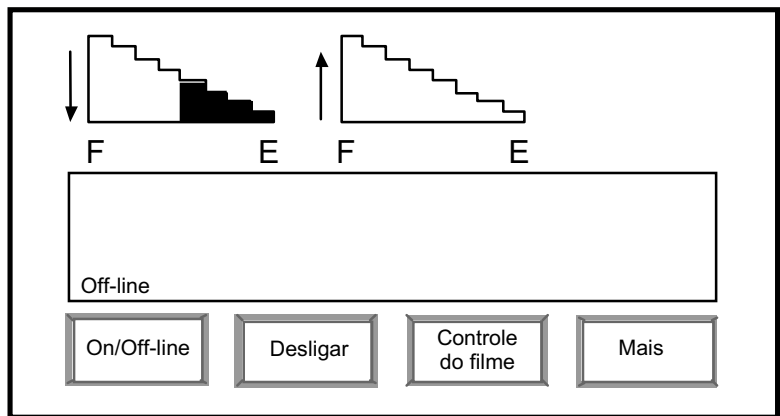 F E F E
Off-line
On/Off-line
Desligar
Controle
do filme
Mais